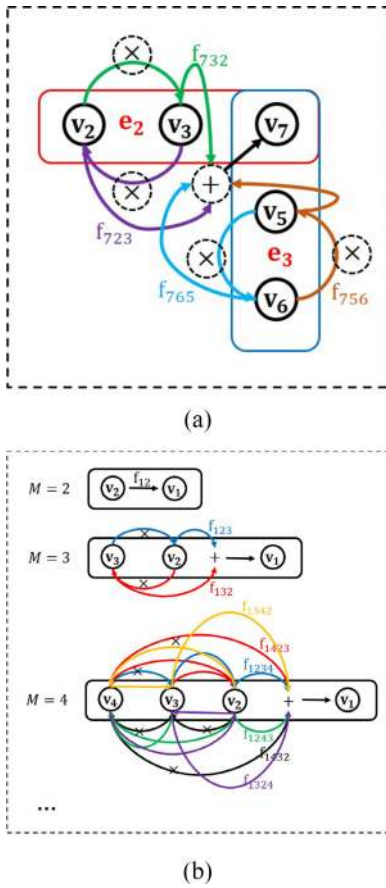 ×
f₇₃₂
v₂ e₂ v₃ v₇
+
×
f₇₂₃
v₅
× e₃ ×
f₇₆₅ v₆ f₇₅₆
(a)
M = 2 v₂ f₁₂ v₁
M = 3 v₃ × v₂ f₁₂₃ + v₁
× f₁₃₂
f₁₃₄₂
× f₁₄₂₃
× f₁₂₃₄
M = 4 v₄ v₃ v₂ + v₁
× × f₁₂₄₃
× f₁₄₃₂
f₁₃₂₄
...
(b)